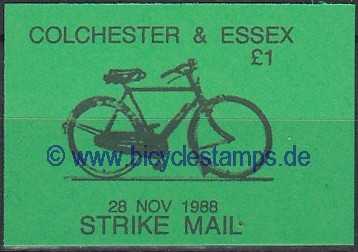 COLCHESTER & ESSEX
£1
© www.bicyclestamps.de
28 NOV 1988
STRIKE MAIL